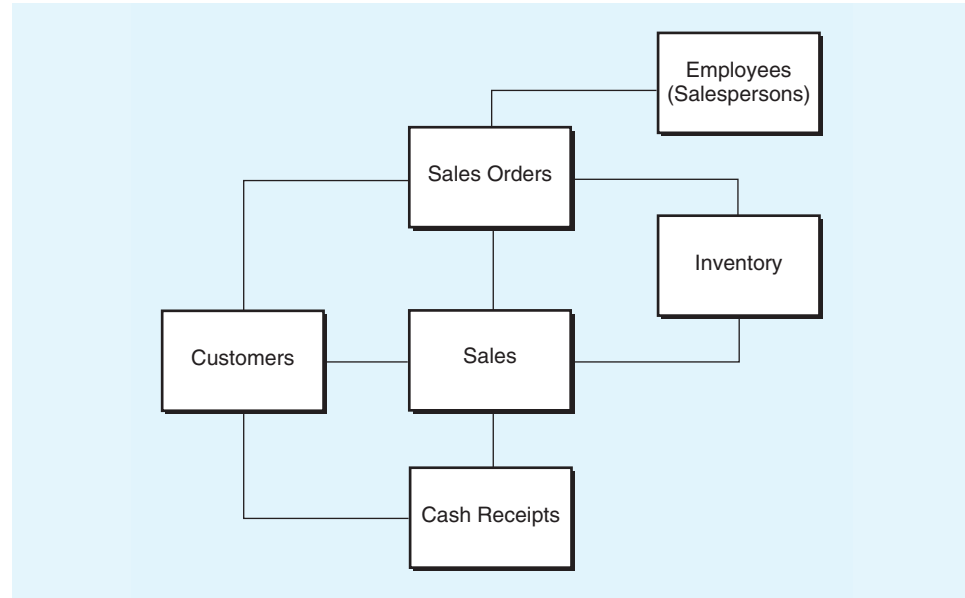 Employees
(Salespersons)
Sales Orders
Inventory
Customers
Sales
Cash Receipts